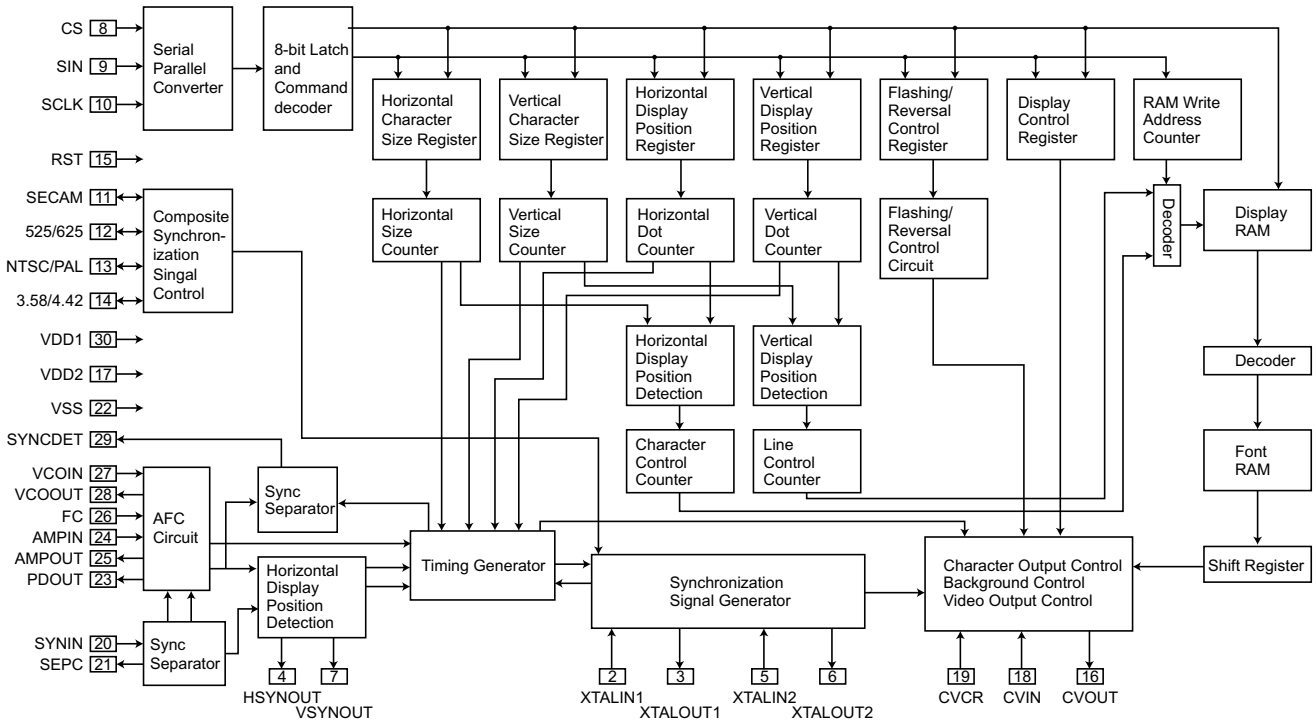 CS 8
SIN 9
SCLK 10
RST 15
SECAM 11
525/625 12
NTSC/PAL 13
3.58/4.42 14
VDD1 30
VDD2 17
VSS 22
SYNCDET 29
VCOIN 27
VCOOUT 28
FC 26
AMPIN 24
AMPOUT 25
PDOUT 23
SYNIN 20
SEPC 21
Serial
Parallel
Converter
8-bit Latch
and
Command
decoder
Horizontal
Character
Size Register
Vertical
Character
Size Register
Horizontal
Display
Position
Register
Vertical
Display
Position
Register
Flashing/
Reversal
Control
Register
Display
Control
Register
RAM Write
Address
Counter
Composite
Synchron-
ization
Singal
Control
Horizontal
Size
Counter
Vertical
Size
Counter
Horizontal
Dot
Counter
Vertical
Dot
Counter
Flashing/
Reversal
Control
Circuit
Decoder
Display
RAM
Horizontal
Display
Position
Detection
Vertical
Display
Position
Detection
Decoder
Character
Control
Counter
Line
Control
Counter
Font
RAM
AFC
Circuit
Sync
Separator
Timing Generator
Horizontal
Display
Position
Detection
Synchronization
Signal Generator
Character Output Control
Background Control
Video Output Control
Shift Register
Sync
Separator
4
HSYNOUT
7
VSYNOUT
2
XTALIN1
3
XTALOUT1
5
XTALIN2
6
XTALOUT2
19
CVCR
18
CVIN
16
CVOUT